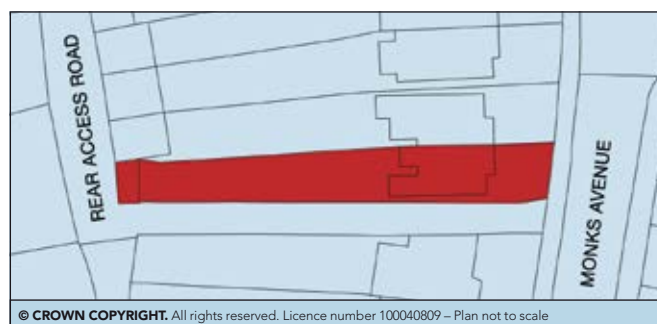 REAR ACCESS ROAD
MONKS AVENUE
© CROWN COPYRIGHT. All rights reserved. Licence number 100040809 – Plan not to scale